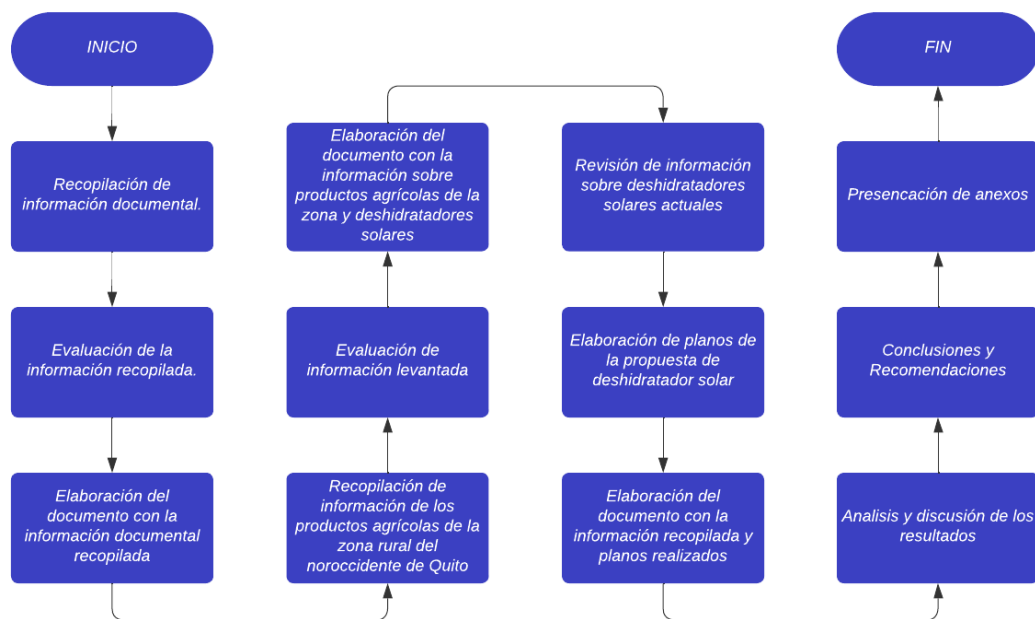 INICIO
Recopilación de
información documental.
Evaluación de la
información recopilada.
Elaboración del
documento con la
información documental
recopilada
Recopilación de
información de los
productos agrícolas de la
zona rural del
noroccidente de Quito
Evaluación de
información levantada
Elaboración del
documento con la
información sobre
productos agrícolas de la
zona y deshidratadores
solares
Revisión de información
sobre deshidratadores
solares actuales
Elaboración de planos de
la propuesta de
deshidratador solar
Elaboración del
documento con la
información recopilada y
planos realizados
Analisis y discusión de los
resultados
Conclusiones y
Recomendaciones
Presencación de anexos
FIN